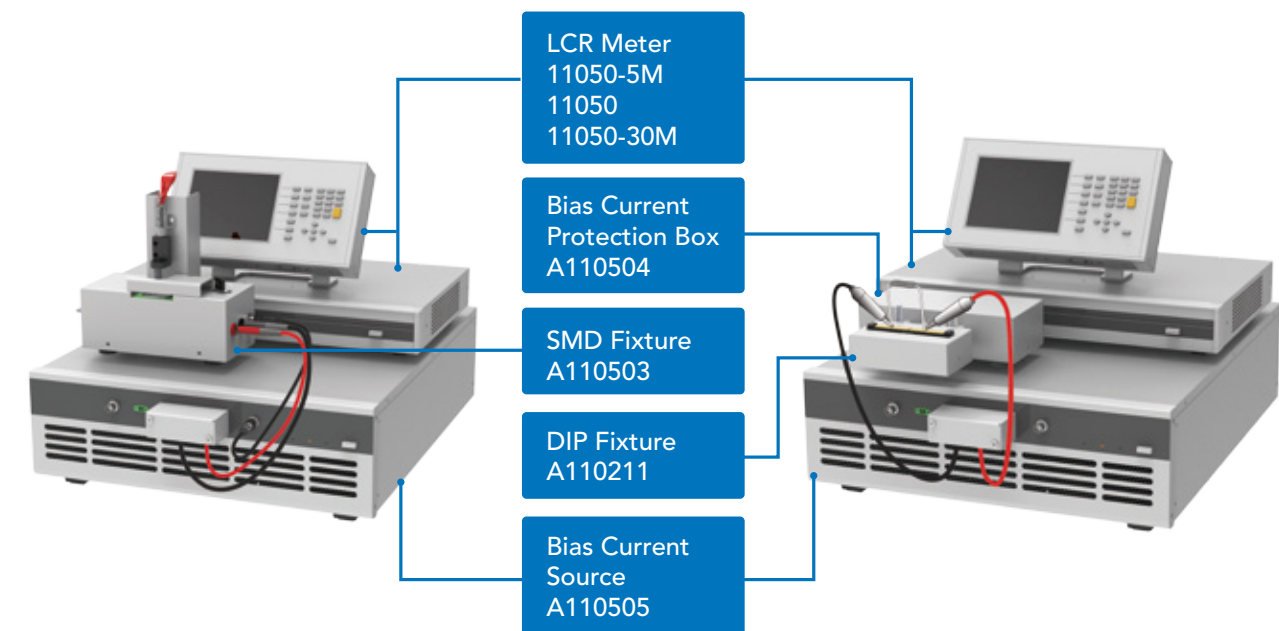 LCR Meter
11050-5M
11050
11050-30M
Bias Current
Protection Box
A110504
SMD Fixture
A110503
DIP Fixture
A110211
Bias Current
Source
A110505